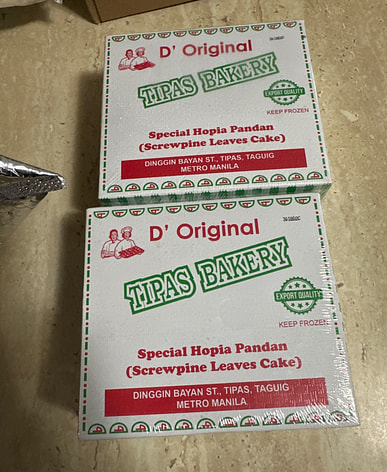 D' Original
TIPAS BAKERY
EXPORT QUALITY
KEEP FROZEN
Special Hopia Pandan
(Screwpine Leaves Cake)
DINGGIN BAYAN ST., TIPAS, TAGUIG
METRO MANILA
D' Original
TIPAS BAKERY
EXPORT QUALITY
KEEP FROZEN
Special Hopia Pandan
(Screwpine Leaves Cake)
DINGGIN BAYAN ST., TIPAS, TAGUIG
METRO MANILA